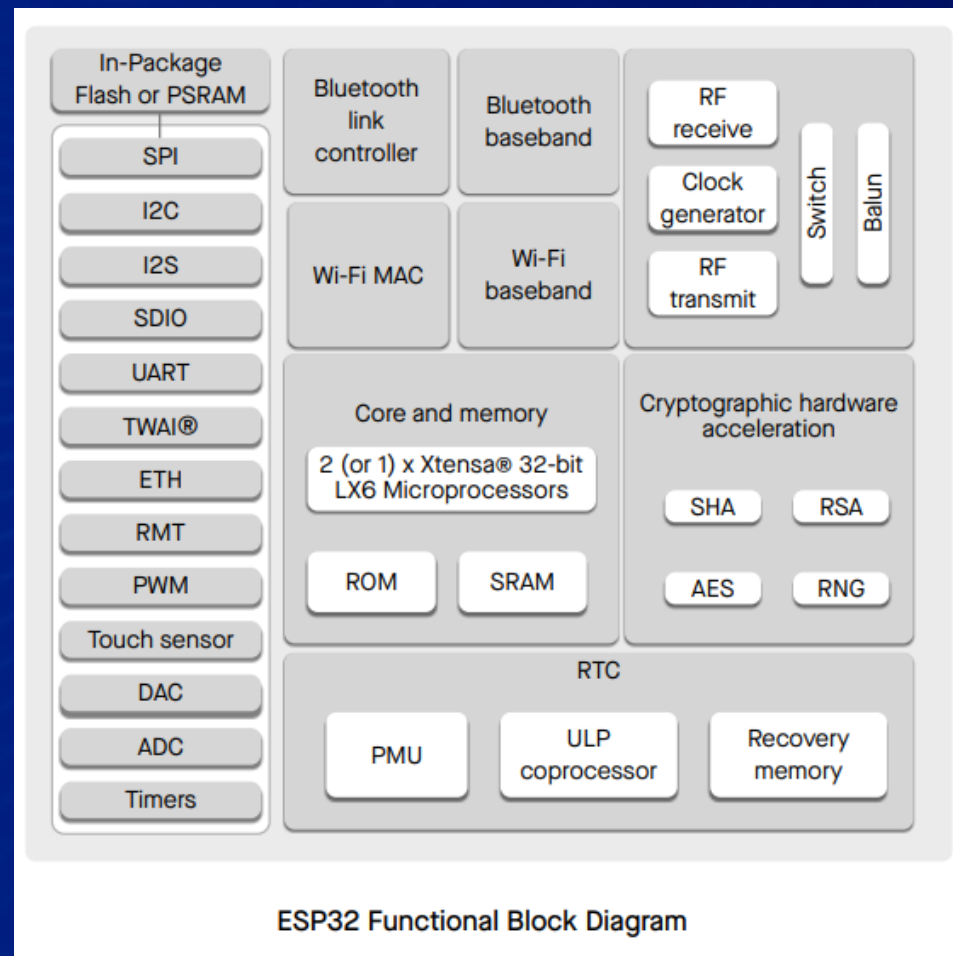 In-Package
Flash or PSRAM
SPI
I2C
I2S
SDIO
UART
TWAI®
ETH
RMT
PWM
Touch sensor
DAC
ADC
Timers
Bluetooth
link
controller
Bluetooth
baseband
Wi-Fi MAC
Wi-Fi
baseband
RF
receive
Clock
generator
RF
transmit
Switch
Balun
Core and memory
2 (or 1) x Xtensa® 32-bit
LX6 Microprocessors
ROM
SRAM
Cryptographic hardware
acceleration
SHA
RSA
AES
RNG
RTC
PMU
ULP
coprocessor
Recovery
memory
ESP32 Functional Block Diagram